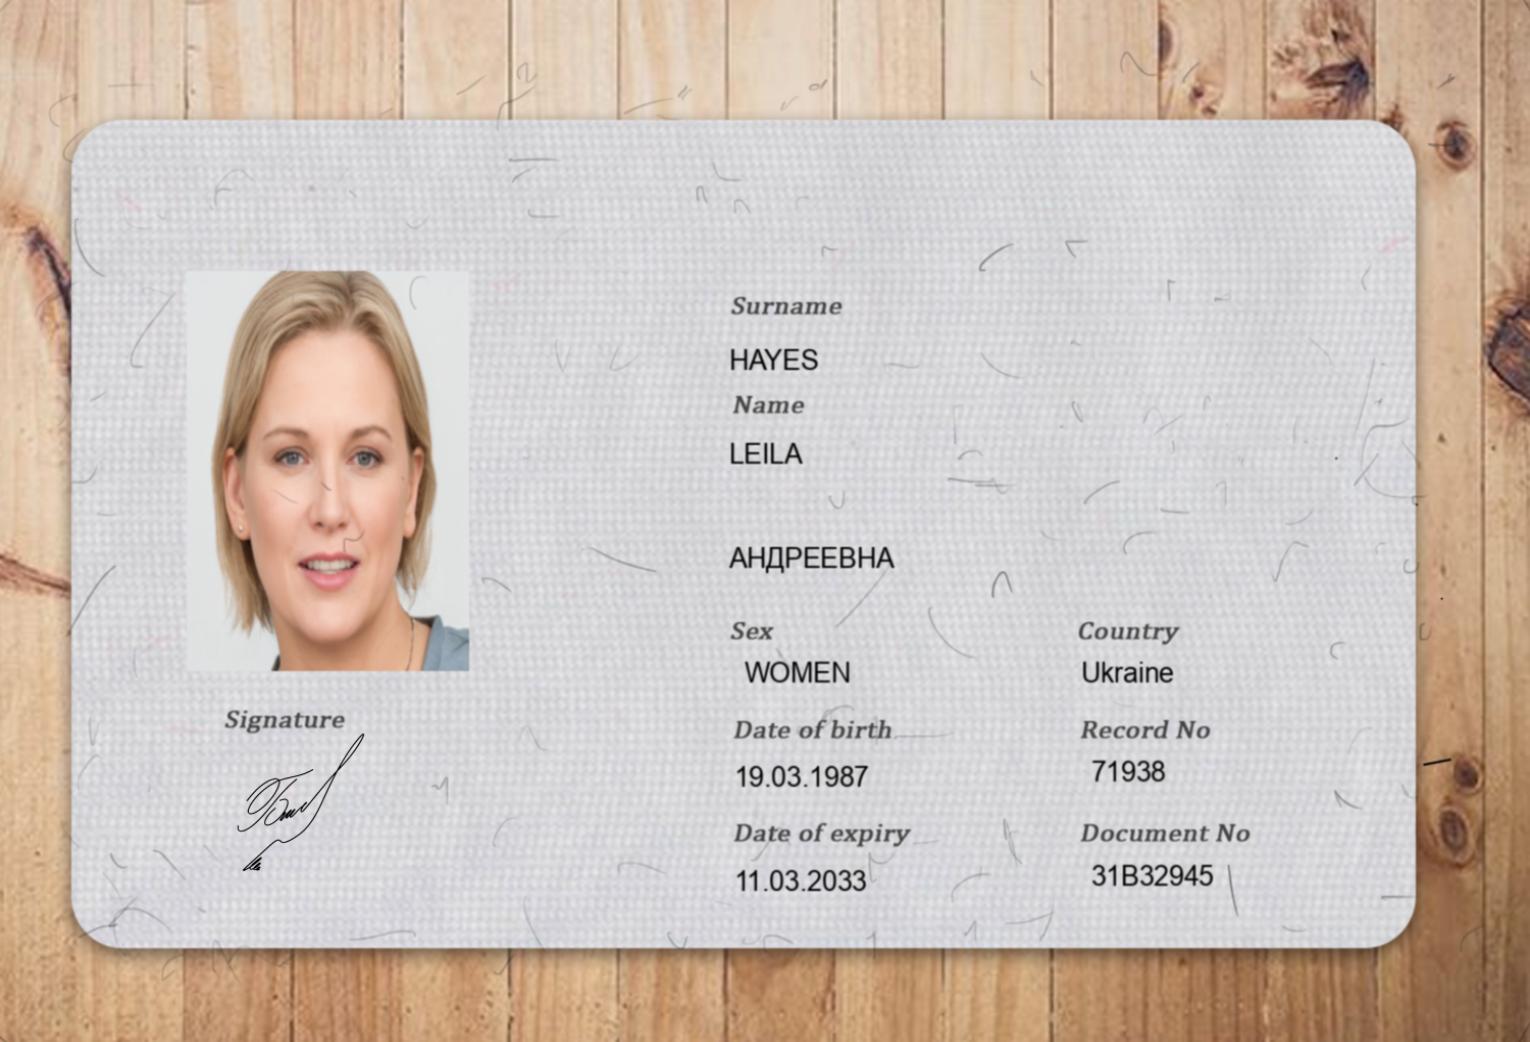 Surname
HAYES
Name
LEILA
АНДРЕЕВНА
Sex Country
WOMEN Ukraine
Date of birth Record No
19.03.1987 71938
Date of expiry Document No
11.03.2033 31B32945
Signature